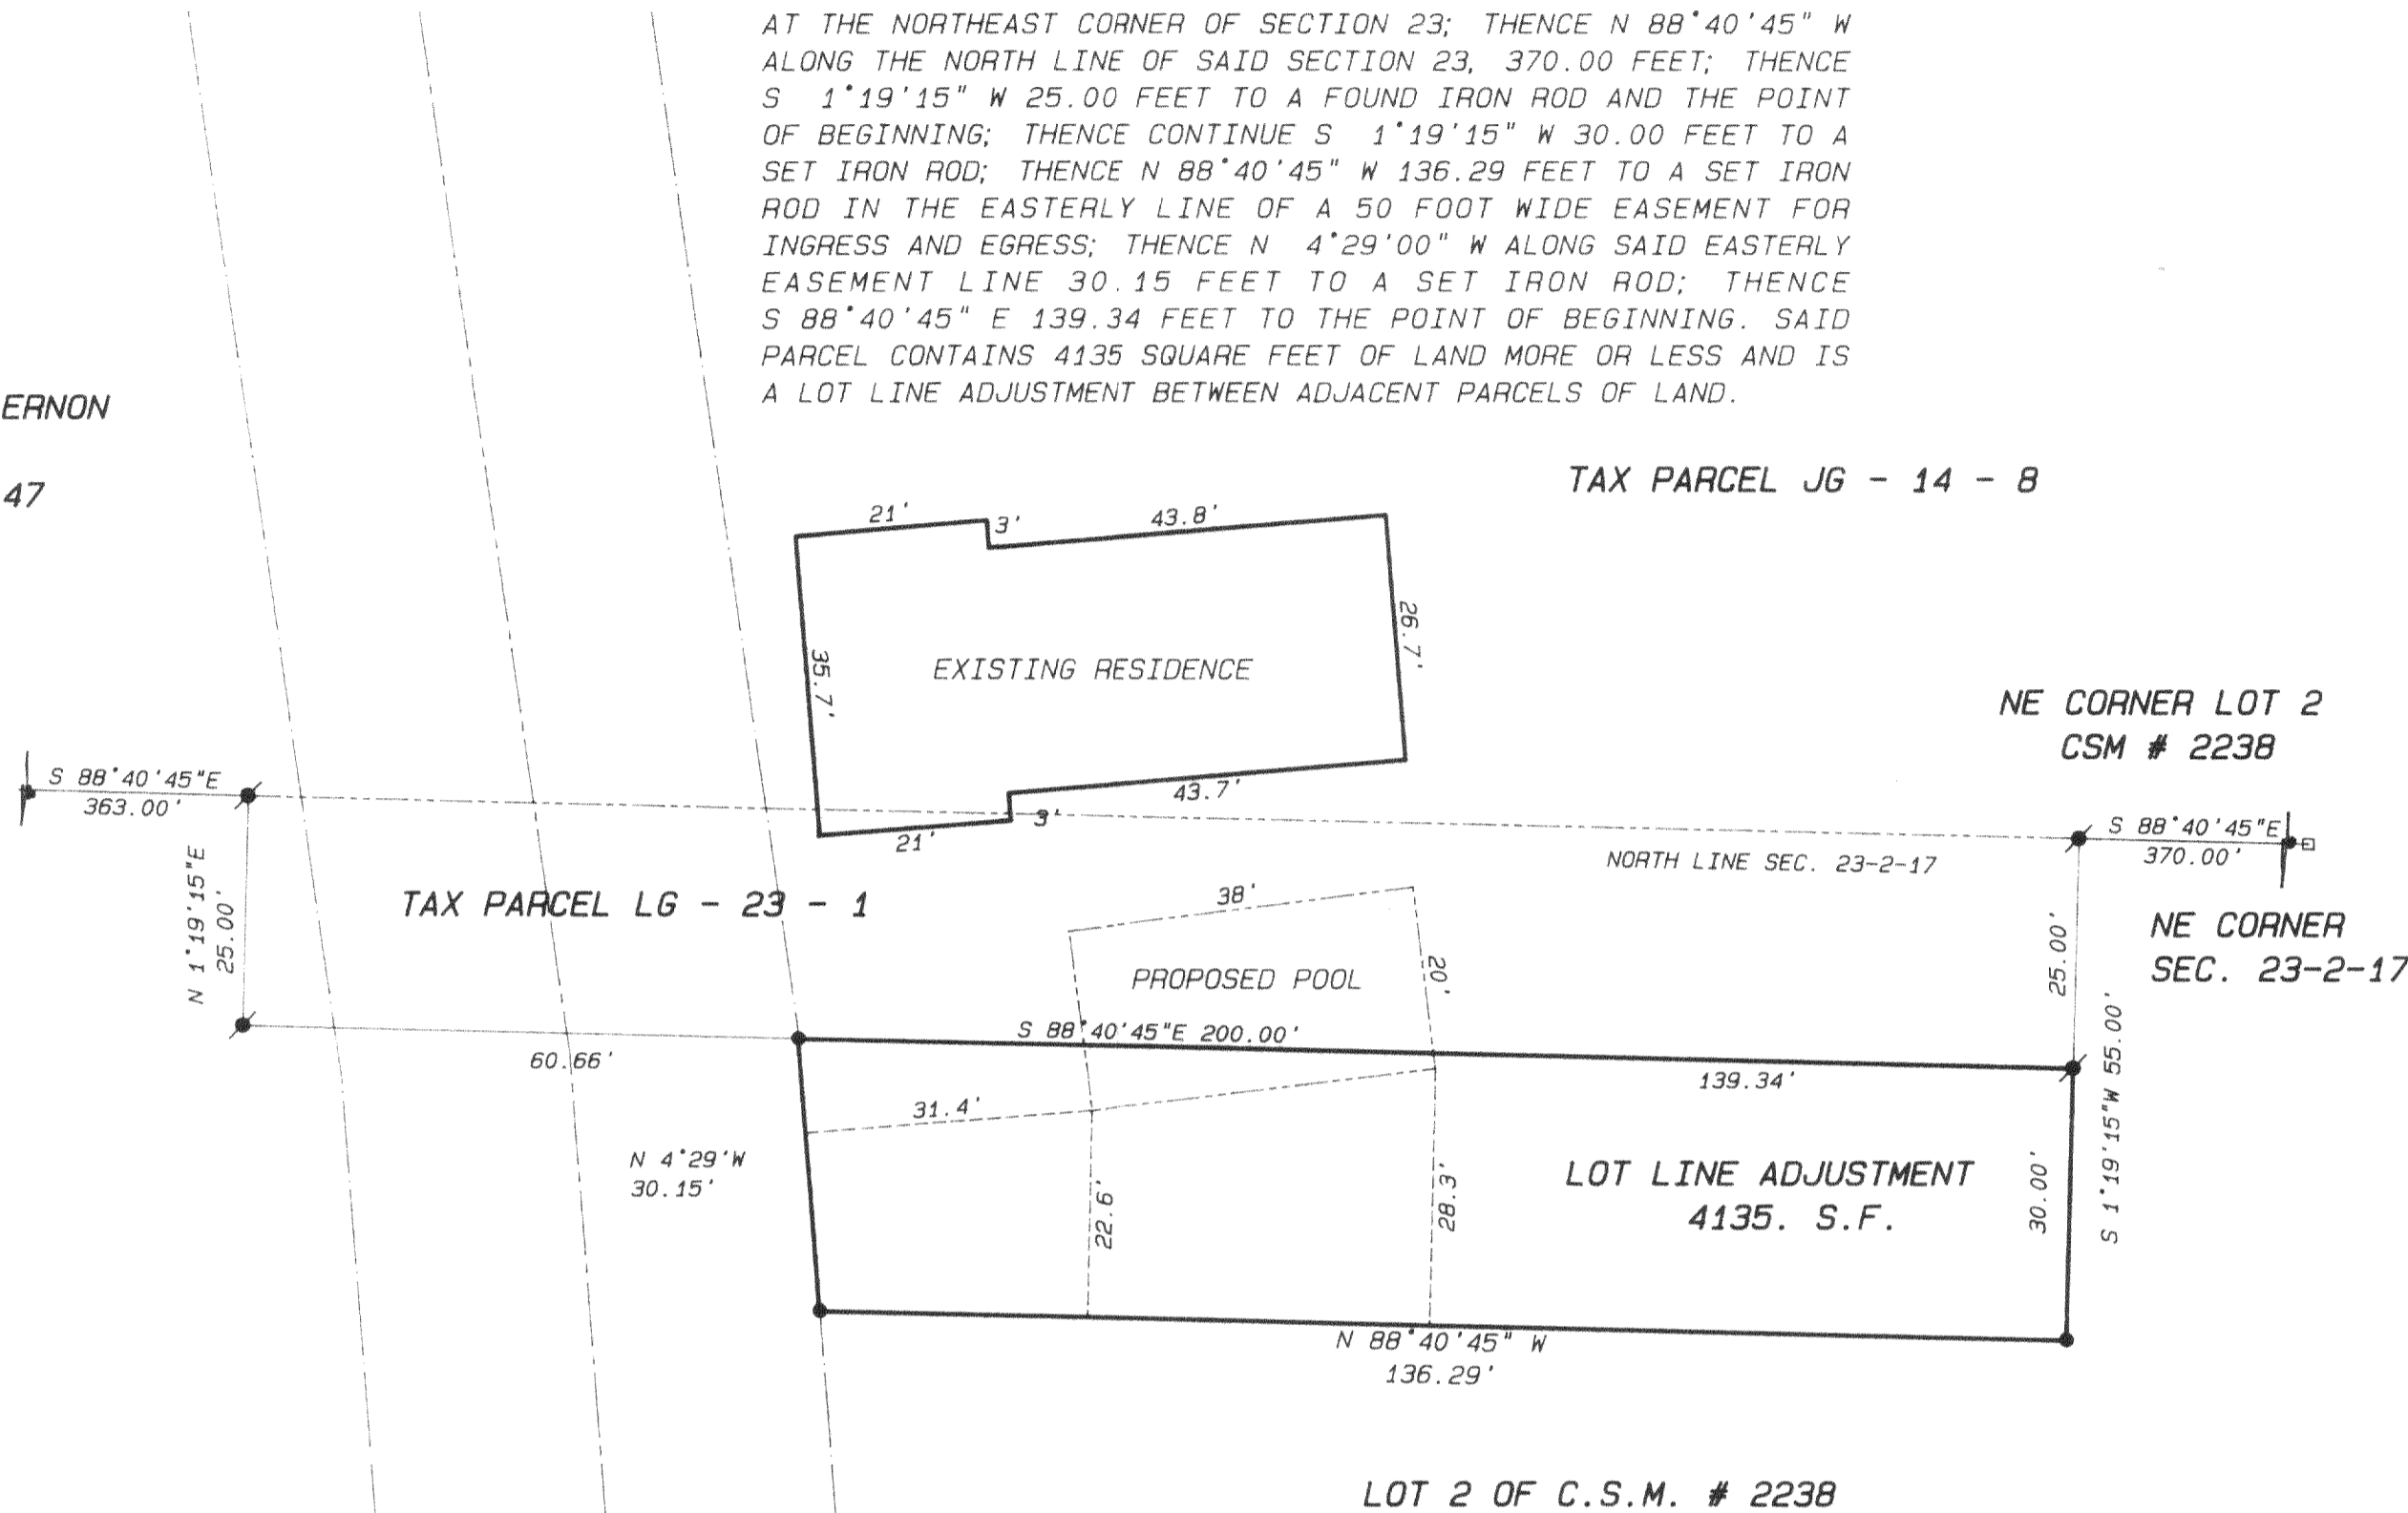 AT THE NORTHEAST CORNER OF SECTION 23; THENCE N 88°40'45" W
ALONG THE NORTH LINE OF SAID SECTION 23, 370.00 FEET; THENCE
S 1°19'15" W 25.00 FEET TO A FOUND IRON ROD AND THE POINT
OF BEGINNING; THENCE CONTINUE S 1°19'15" W 30.00 FEET TO A
SET IRON ROD; THENCE N 88°40'45" W 136.29 FEET TO A SET IRON
ROD IN THE EASTERLY LINE OF A 50 FOOT WIDE EASEMENT FOR
INGRESS AND EGRESS; THENCE N 4°29'00" W ALONG SAID EASTERLY
EASEMENT LINE 30.15 FEET TO A SET IRON ROD; THENCE
S 88°40'45" E 139.34 FEET TO THE POINT OF BEGINNING. SAID
PARCEL CONTAINS 4135 SQUARE FEET OF LAND MORE OR LESS AND IS
A LOT LINE ADJUSTMENT BETWEEN ADJACENT PARCELS OF LAND.
ERNON
47
TAX PARCEL JG - 14 - 8
21'
3'
43.8'
26.7'
35.7'
EXISTING RESIDENCE
43.7'
3'
21'
NE CORNER LOT 2
CSM # 2238
S 88°40'45"E
363.00'
S 88°40'45"E
370.00'
NORTH LINE SEC. 23-2-17
N 1°19'15"E
25.00'
TAX PARCEL LG - 23 - 1
38'
20'
PROPOSED POOL
25.00'
NE CORNER
SEC. 23-2-17
S 88°40'45"E 200.00'
60.66'
139.34'
S 1°19'15"W 55.00'
31.4'
N 4°29'W
30.15'
22.6'
28.3'
LOT LINE ADJUSTMENT
4135. S.F.
30.00'
N 88°40'45" W
136.29'
LOT 2 OF C.S.M. # 2238